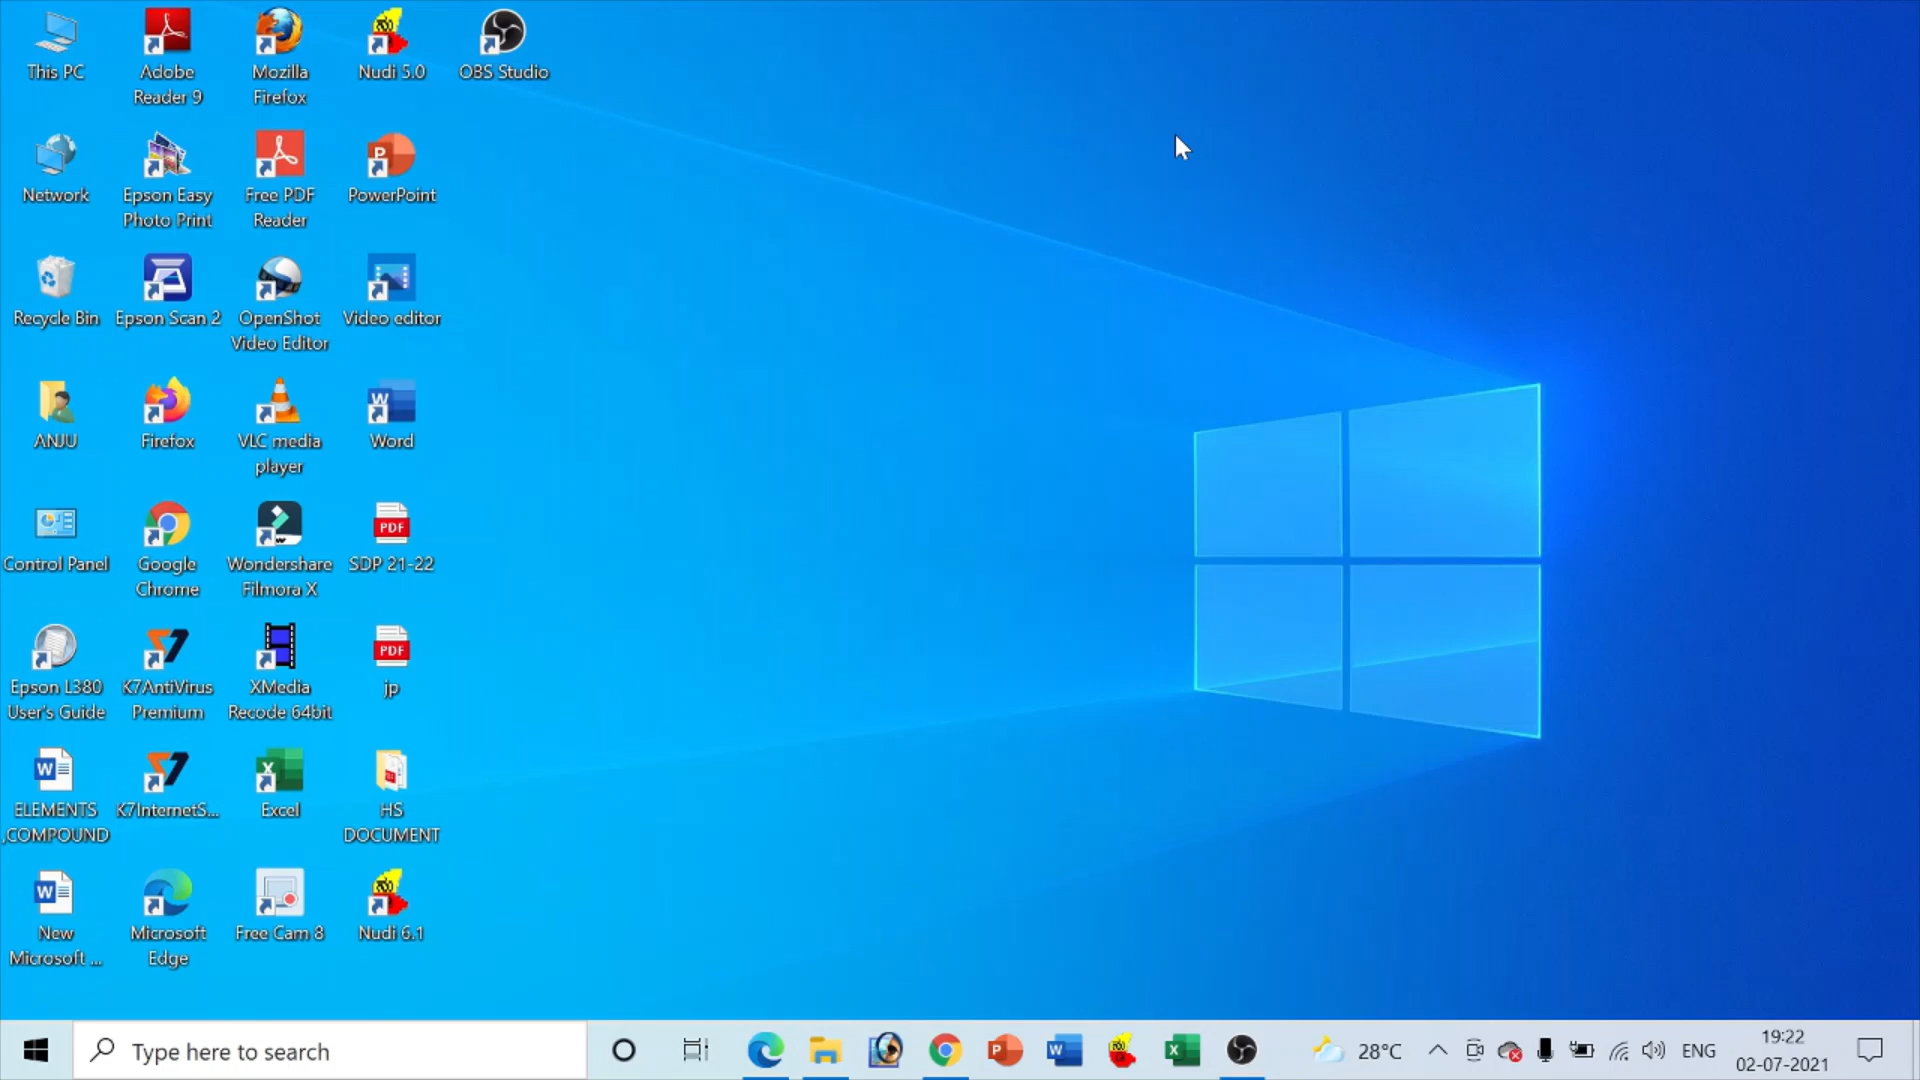 This PC
Adobe
Reader 9
Mozilla
Firefox
Nudi 5.0
OBS Studio
Network
Epson Easy
Photo Print
Free PDF
Reader
PowerPoint
Recycle Bin
Epson Scan 2
OpenShot
Video Editor
Video editor
ANJU
Firefox
VLC media
player
Word
Control Panel
Google
Chrome
Wondershare
Filmora X
PDF
SDP 21-22
Epson L380
User's Guide
K7AntiVirus
Premium
XMedia
Recode 64bit
PDF
jp
ELEMENTS
,COMPOUND
K7InternetS...
Excel
HS
DOCUMENT
New
Microsoft ...
Microsoft
Edge
Free Cam 8
Nudi 6.1
Type here to search
28°C
ENG
19:22
02-07-2021